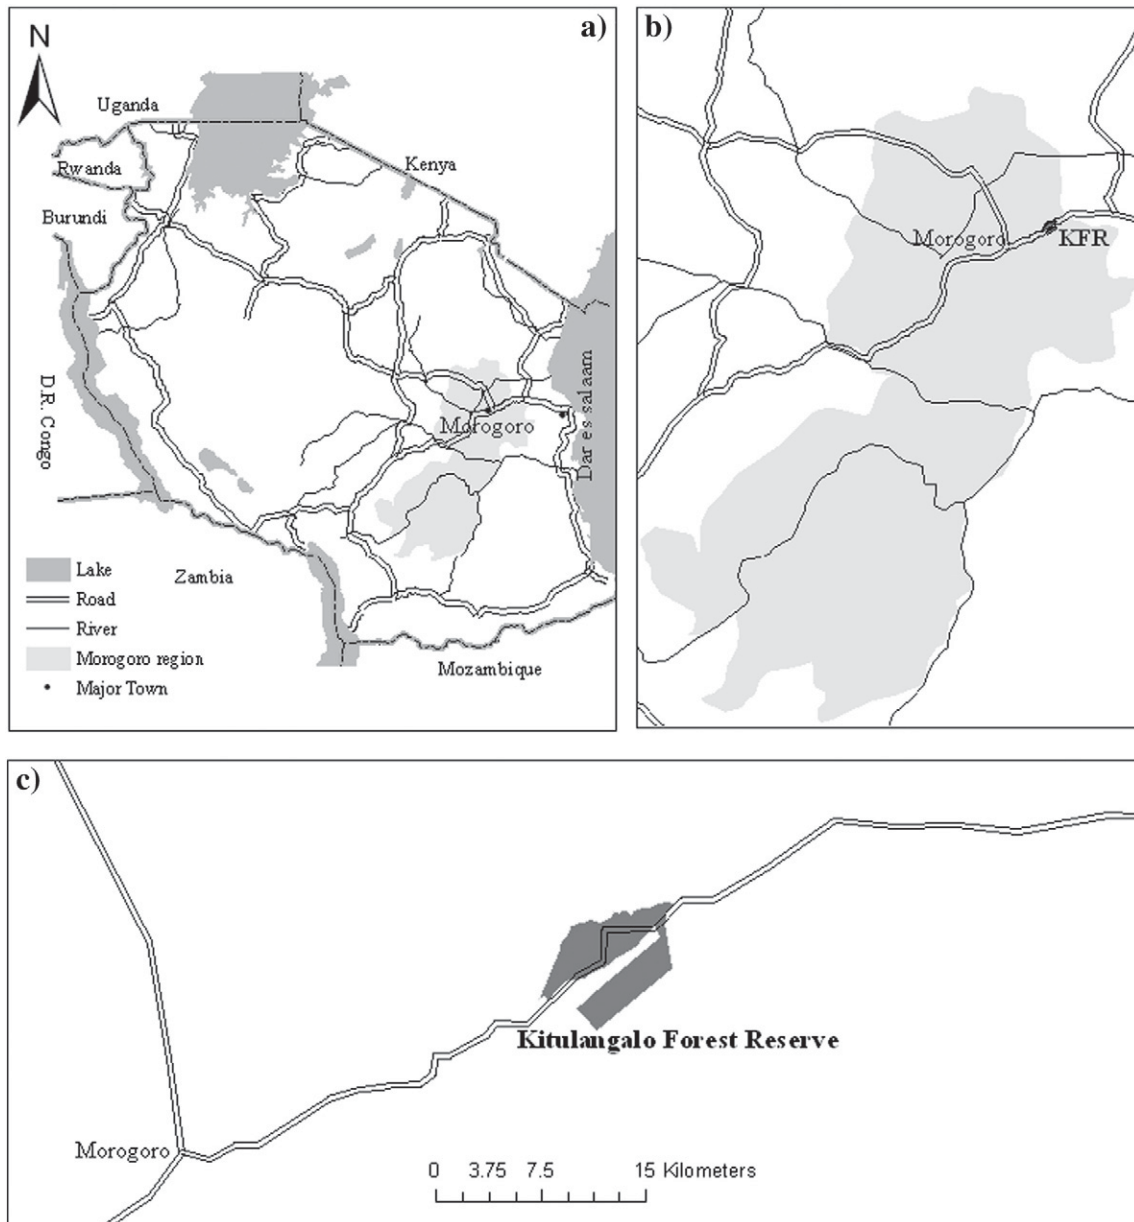 a)
N
Uganda
Rwanda
Kenya
Burundi
D.R. Congo
Morogoro
Dar es salaam
Zambia
Mozambique
Lake
Road
River
Morogoro region
Major Town
b)
Morogoro
KFR
c)
Kitulangalo Forest Reserve
Morogoro
0 3.75 7.5 15 Kilometers